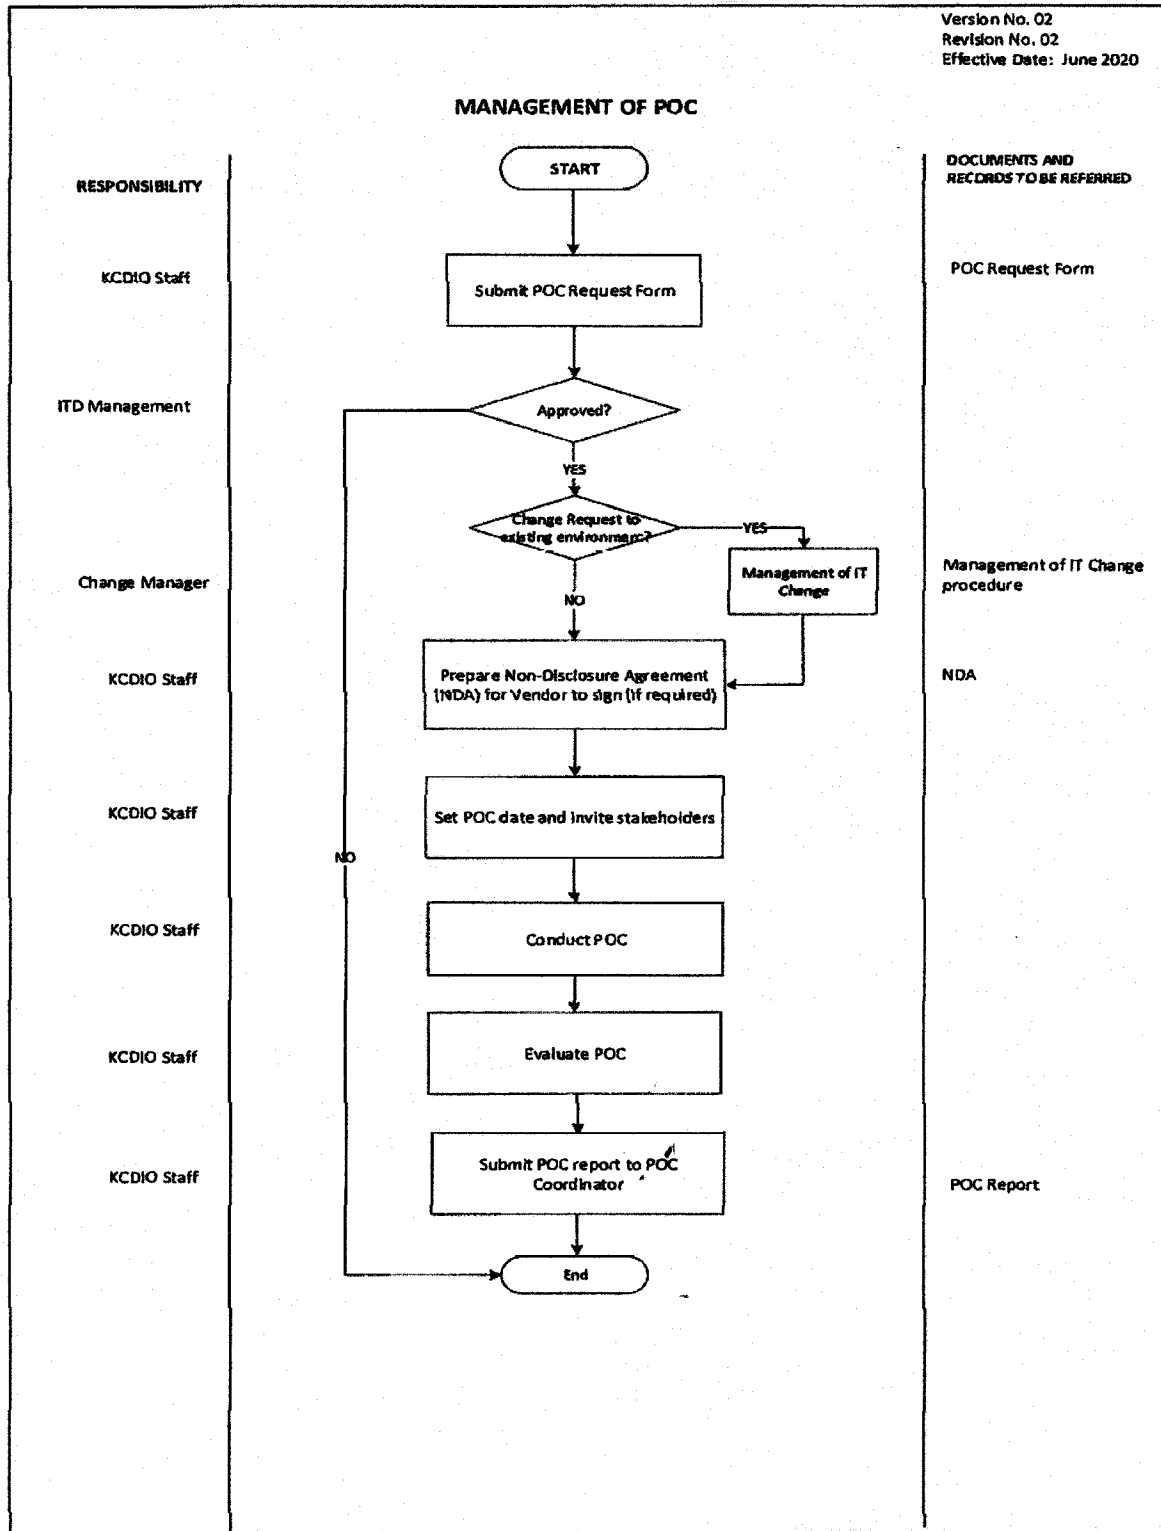 Version No. 02
Revision No. 02
Effective Date: June 2020
MANAGEMENT OF POC
RESPONSIBILITY
START
DOCUMENTS AND
RECORDS TO BE REFERRED
KCDIO Staff
Submit POC Request Form
POC Request Form
ITD Management
Approved?
YES
Change Request to
existing environment?
YES
Change Manager
Management of IT
Change
Management of IT Change
procedure
NO
KCDIO Staff
Prepare Non-Disclosure Agreement
(NDA) for Vendor to sign (if required)
NDA
KCDIO Staff
Set POC date and invite stakeholders
NO
KCDIO Staff
Conduct POC
KCDIO Staff
Evaluate POC
KCDIO Staff
Submit POC report to POC
Coordinator
POC Report
End